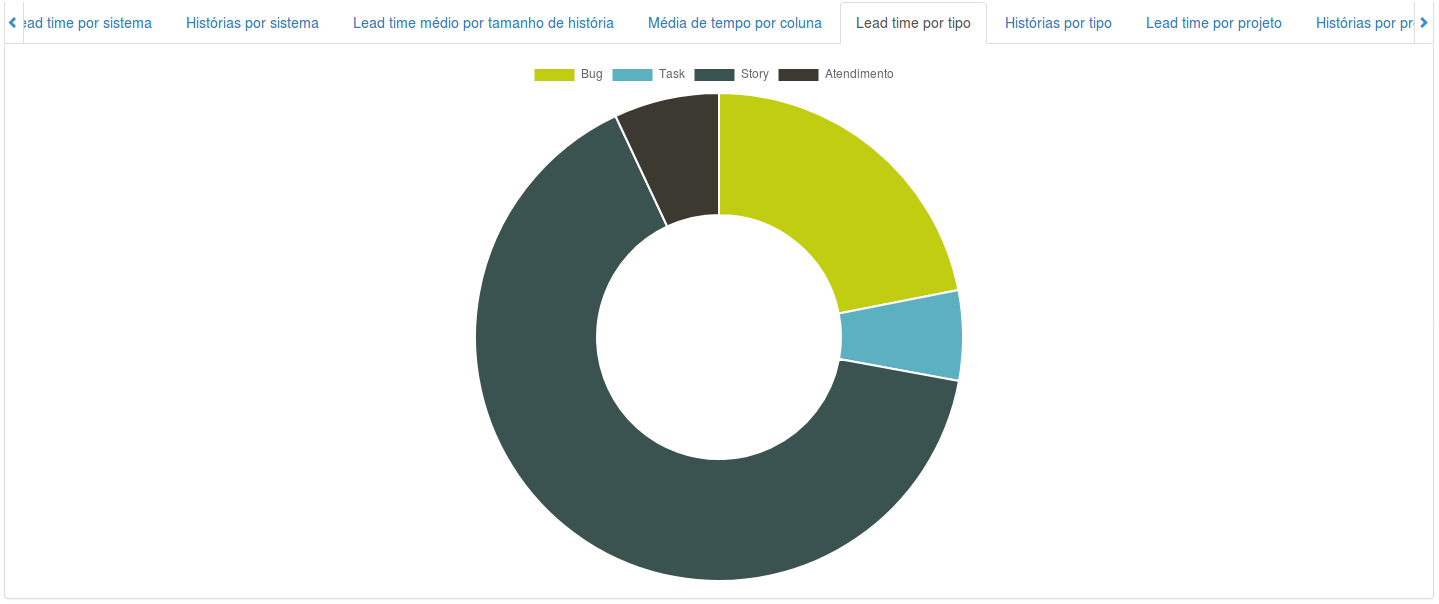 ead time por sistema Histórias por sistema Lead time médio por tamanho de história Média de tempo por coluna Lead time por tipo Histórias por tipo Lead time por projeto Histórias por pr
Bug Task Story Atendimento